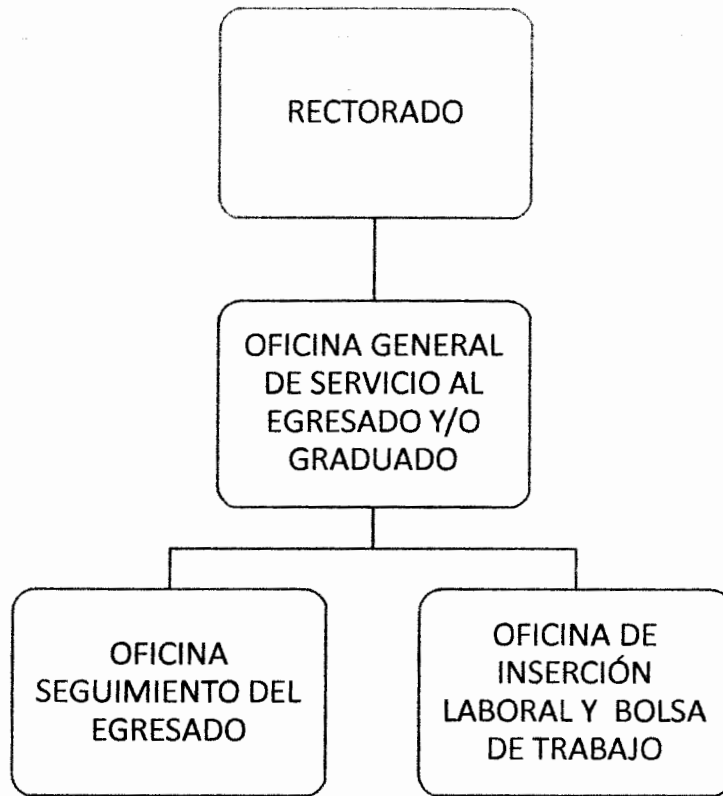 RECTORADO
OFICINA GENERAL
DE SERVICIO AL
EGRESADO Y/O
GRADUADO
OFICINA
SEGUIMIENTO DEL
EGRESADO
OFICINA DE
INSERCIÓN
LABORAL Y BOLSA
DE TRABAJO